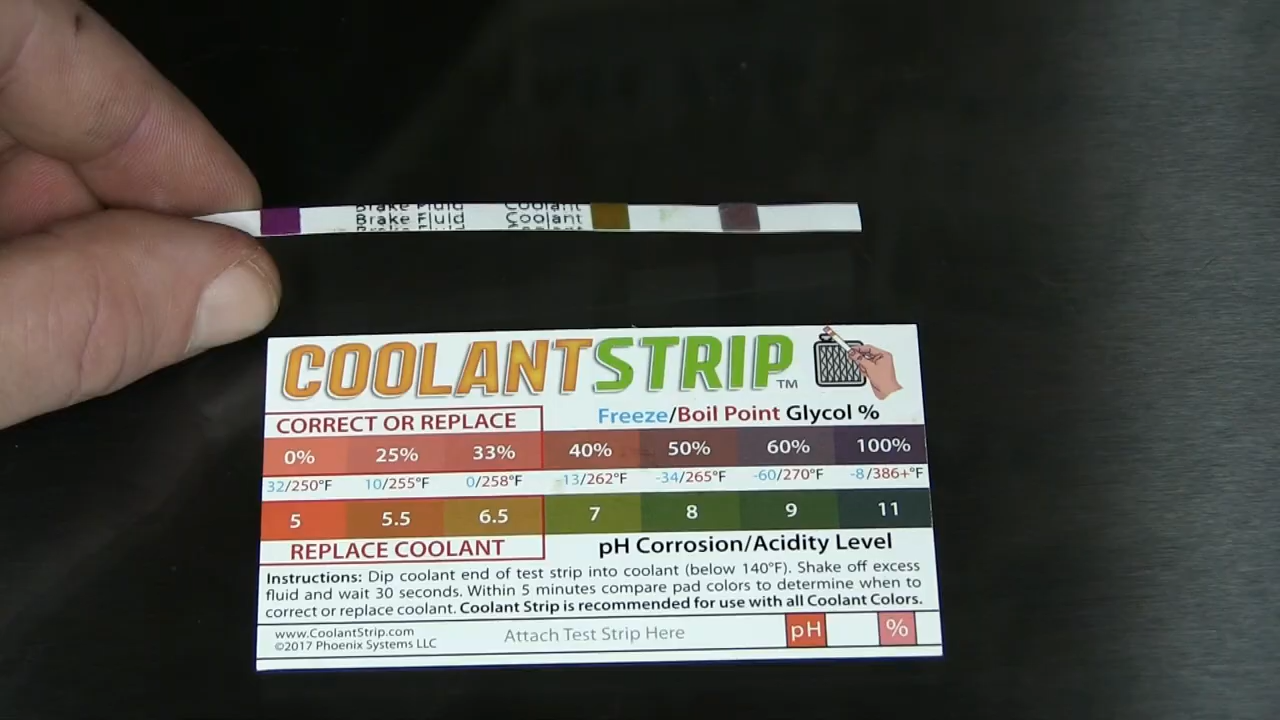 Brake Fluid Coolant
Brake Fluid Coolant
COOLANTSTRIP™
CORRECT OR REPLACE
Freeze/Boil Point Glycol %
0% 25% 33% 40% 50% 60% 100%
32/250°F 10/255°F 0/258°F -13/262°F -34/265°F -60/270°F -8/386+°F
5 5.5 6.5 7 8 9 11
REPLACE COOLANT
pH Corrosion/Acidity Level
Instructions: Dip coolant end of test strip into coolant (below 140°F). Shake off excess
fluid and wait 30 seconds. Within 5 minutes compare pad colors to determine when to
correct or replace coolant. Coolant Strip is recommended for use with all Coolant Colors.
www.CoolantStrip.com
©2017 Phoenix Systems LLC
Attach Test Strip Here
pH %